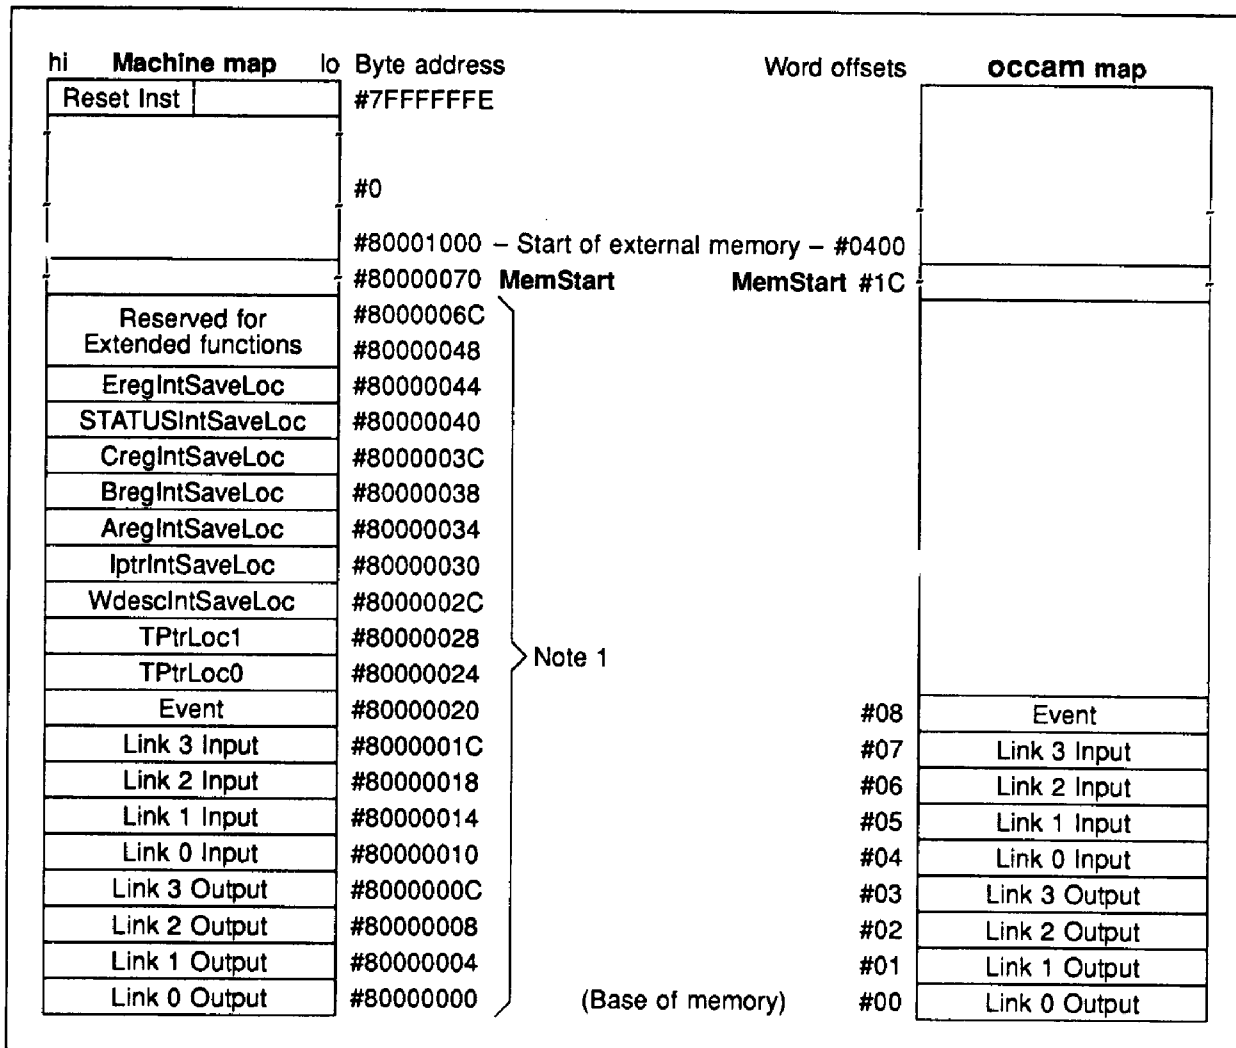 hi Machine map lo Byte address Word offsets occam map
Reset Inst #7FFFFFFE
#0
#80001000 – Start of external memory – #0400
#80000070 MemStart MemStart #1C
Reserved for #8000006C
Extended functions #80000048
EregIntSaveLoc #80000044
STATUSIntSaveLoc #80000040
CregIntSaveLoc #8000003C
BregIntSaveLoc #80000038
AregIntSaveLoc #80000034
IptrIntSaveLoc #80000030
WdescIntSaveLoc #8000002C
TPtrLoc1 #80000028
Note 1
TPtrLoc0 #80000024
Event #80000020 #08 Event
Link 3 Input #8000001C #07 Link 3 Input
Link 2 Input #80000018 #06 Link 2 Input
Link 1 Input #80000014 #05 Link 1 Input
Link 0 Input #80000010 #04 Link 0 Input
Link 3 Output #8000000C #03 Link 3 Output
Link 2 Output #80000008 #02 Link 2 Output
Link 1 Output #80000004 #01 Link 1 Output
Link 0 Output #80000000 (Base of memory) #00 Link 0 Output